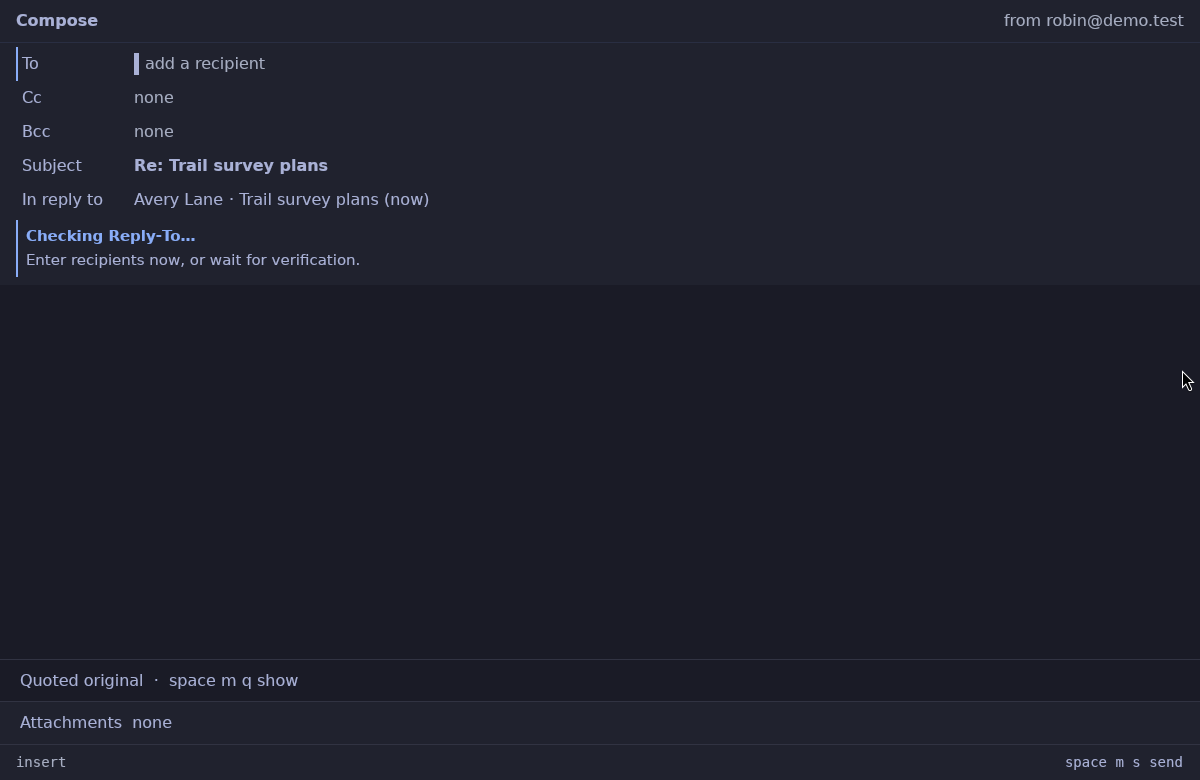 Compose from robin@demo.test
To add a recipient
Cc none
Bcc none
Subject Re: Trail survey plans
In reply to Avery Lane · Trail survey plans (now)
Checking Reply-To…
Enter recipients now, or wait for verification.
Quoted original · space m q show
Attachments none
insert space m s send